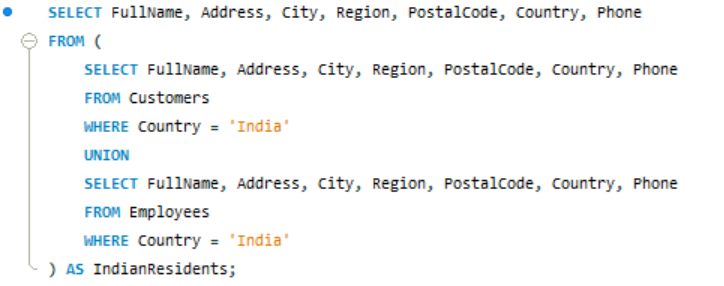 SELECT FullName, Address, City, Region, PostalCode, Country, Phone
FROM (
SELECT FullName, Address, City, Region, PostalCode, Country, Phone
FROM Customers
WHERE Country = 'India'
UNION
SELECT FullName, Address, City, Region, PostalCode, Country, Phone
FROM Employees
WHERE Country = 'India'
) AS IndianResidents;